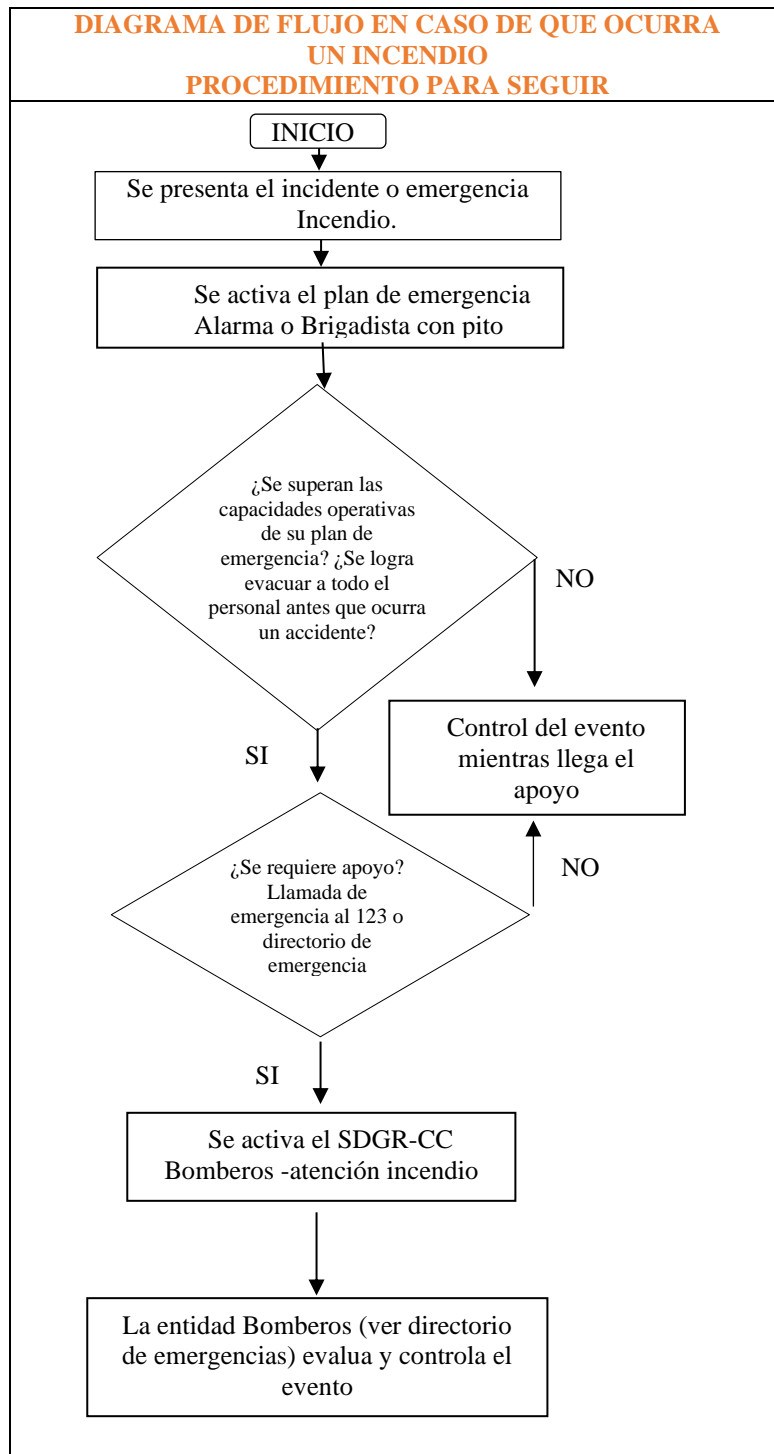 DIAGRAMA DE FLUJO EN CASO DE QUE OCURRA
UN INCENDIO
PROCEDIMIENTO PARA SEGUIR
INICIO
Se presenta el incidente o emergencia
Incendio.
Se activa el plan de emergencia
Alarma o Brigadista con pito
¿Se superan las
capacidades operativas
de su plan de
emergencia? ¿Se logra
evacuar a todo el
personal antes que ocurra
un accidente?
NO
Control del evento
mientras llega el
apoyo
SI
¿Se requiere apoyo?
Llamada de
emergencia al 123 o
directorio de
emergencia
NO
SI
Se activa el SDGR-CC
Bomberos -atención incendio
La entidad Bomberos (ver directorio
de emergencias) evalua y controla el
evento